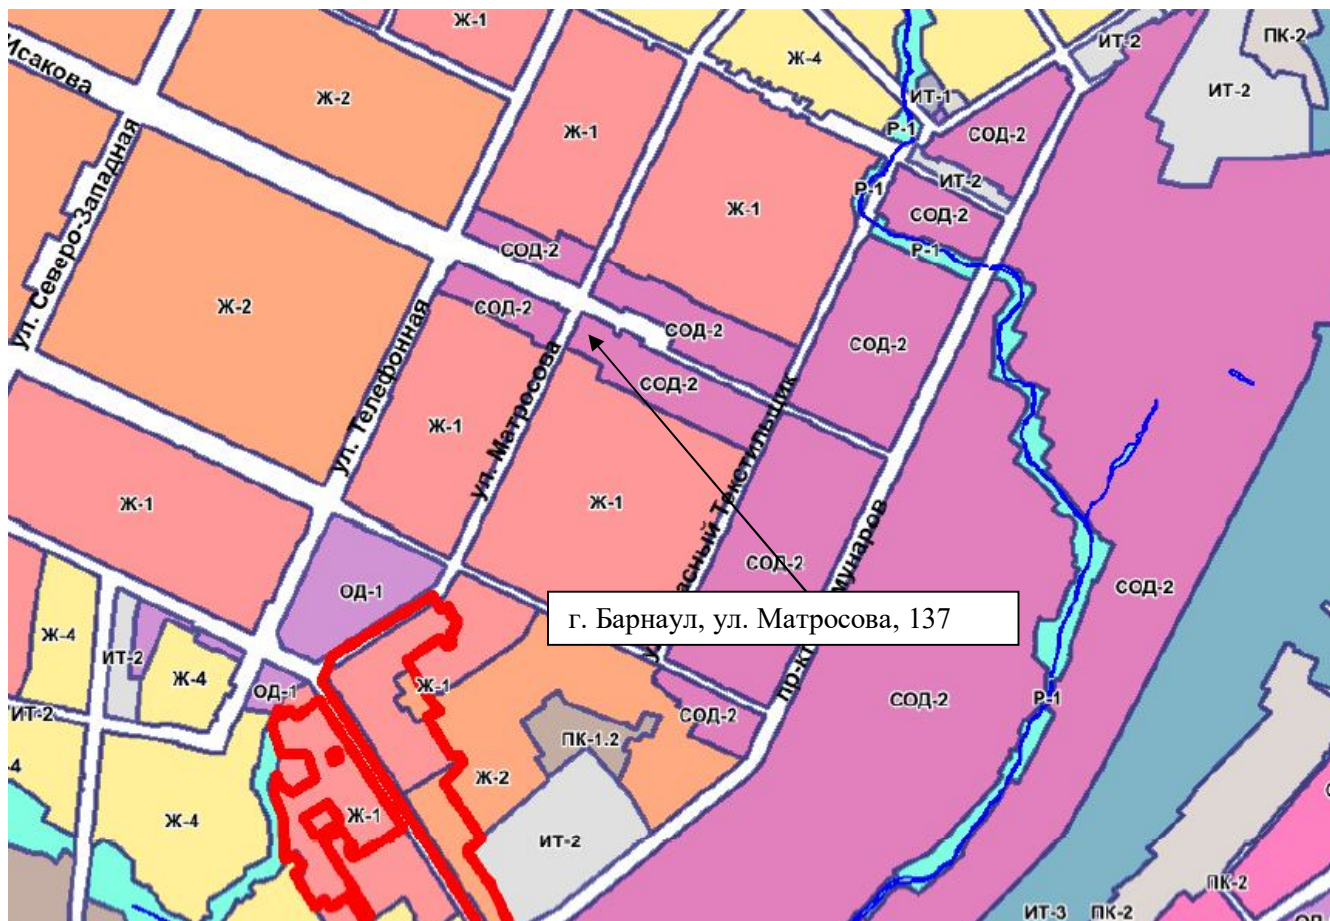 Ж-1
ИТ-2
ПК-2
Исакова
Ж-4
Ж-2
ИТ-1
ИТ-2
Ж-1
Р-1
СОД-2
ул. Северо-Западная
ИТ-2
Р-1
Ж-1
СОД-2
СОД-2
Р-1
Ж-2
СОД-2
СОД-2
СОД-2
ул. Телефонная
ул. Матросова
СОД-2
Ж-1
Ж-1
Ж-1
СОД-2
СОД-2
ОД-1
г. Барнаул, ул. Матросова, 137
Ж-4
ИТ-2
Ж-4
ОД-1
Ж-1
СОД-2
Р-1
ИТ-2
СОД-2
ПК-1.2
Ж-2
Ж-4
Ж-1
ИТ-2
ПК-2
ИТ-3
ПК-2